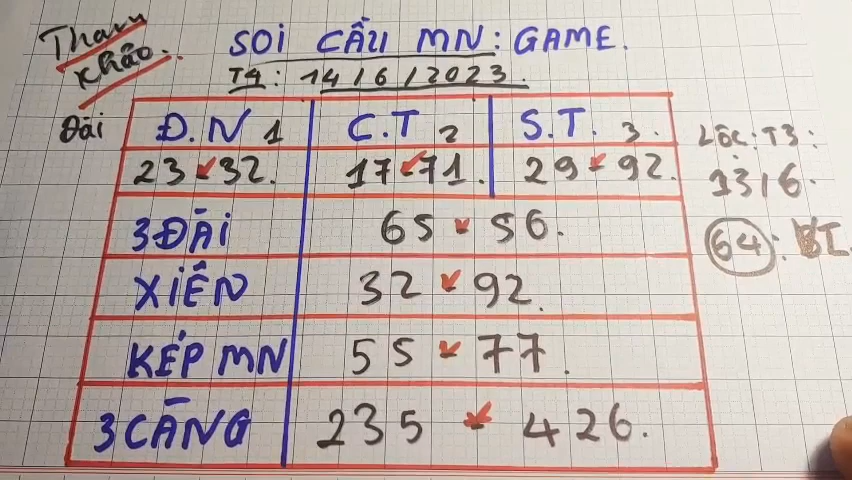 Tham khảo..
SOI CẦU MN: GAME.
T4: 14/6/2023.
Đài Đ.N 1 C.T 2 S.T. 3.
23 - 32. 17 - 71. 29 - 92.
3 ĐÀI 65 - 56.
XIÊN 32 - 92.
KÉP MN 55 - 77.
3 CÀNG 235 - 426.
LỘC: T3:
13/6.
64: